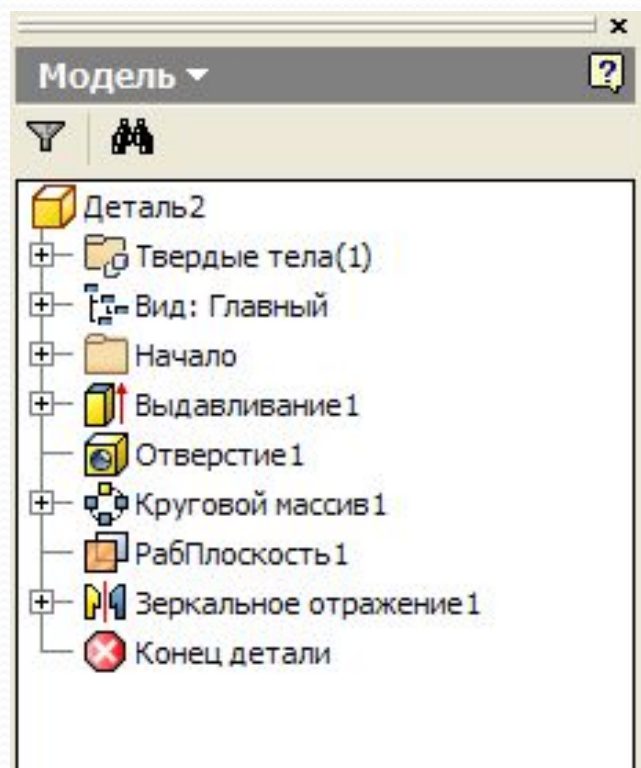 Модель
Деталь2
Твердые тела(1)
Вид: Главный
Начало
Выдавливание1
Отверстие1
Круговой массив1
РабПлоскость1
Зеркальное отражение1
Конец детали